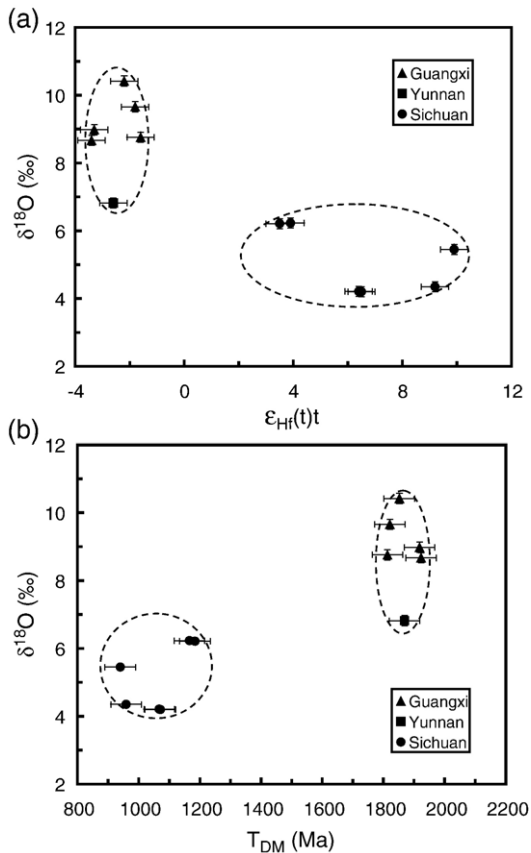 (a)
12
10
8
6
4
2
δ¹⁸O (‰)
Guangxi
Yunnan
Sichuan
-4 0 4 8 12
εHf(t)t
(b)
12
10
8
6
4
2
δ¹⁸O (‰)
Guangxi
Yunnan
Sichuan
800 1000 1200 1400 1600 1800 2000 2200
TDM (Ma)